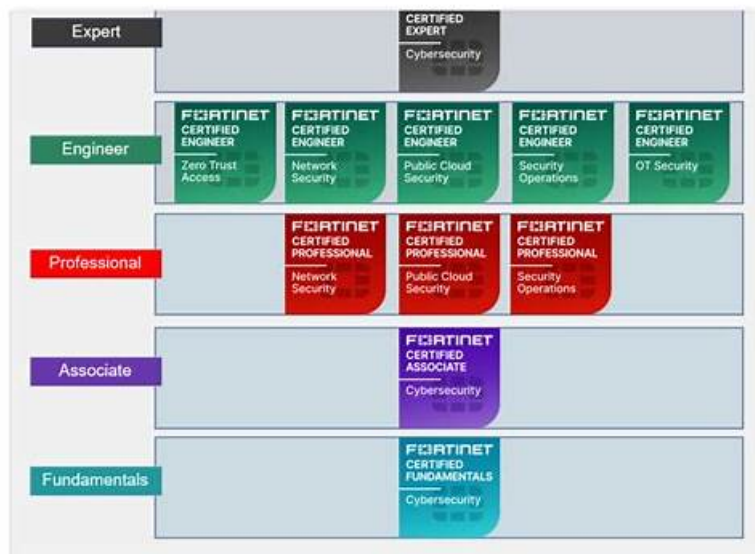 Expert
CERTIFIED
EXPERT
Cybersecurity
Engineer
FORTINET
CERTIFIED
ENGINEER
Zero Trust
Access
FORTINET
CERTIFIED
ENGINEER
Network
Security
FORTINET
CERTIFIED
ENGINEER
Public Cloud
Security
FORTINET
CERTIFIED
ENGINEER
Security
Operations
FORTINET
CERTIFIED
ENGINEER
OT Security
Professional
FORTINET
CERTIFIED
PROFESSIONAL
Network
Security
FORTINET
CERTIFIED
PROFESSIONAL
Public Cloud
Security
FORTINET
CERTIFIED
PROFESSIONAL
Security
Operations
Associate
FORTINET
CERTIFIED
ASSOCIATE
Cybersecurity
Fundamentals
FORTINET
CERTIFIED
FUNDAMENTALS
Cybersecurity